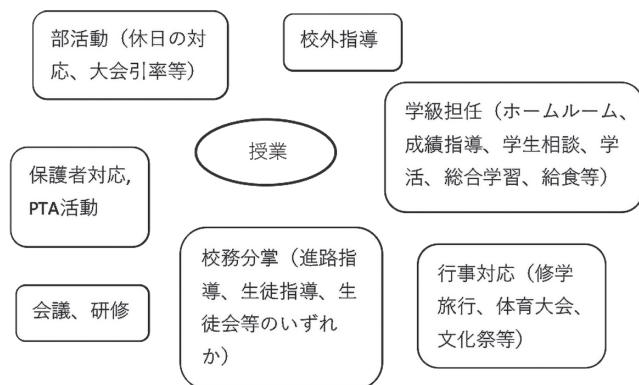 部活動（休日の対
応、大会引率等）
校外指導
学級担任（ホームルーム、
成績指導、学生相談、学
活、総合学習、給食等）
授業
保護者対応,
PTA活動
校務分掌（進路指
導、生徒指導、生
徒会等のいずれ
か）
行事対応（修学
旅行、体育大会、
文化祭等）
会議、研修